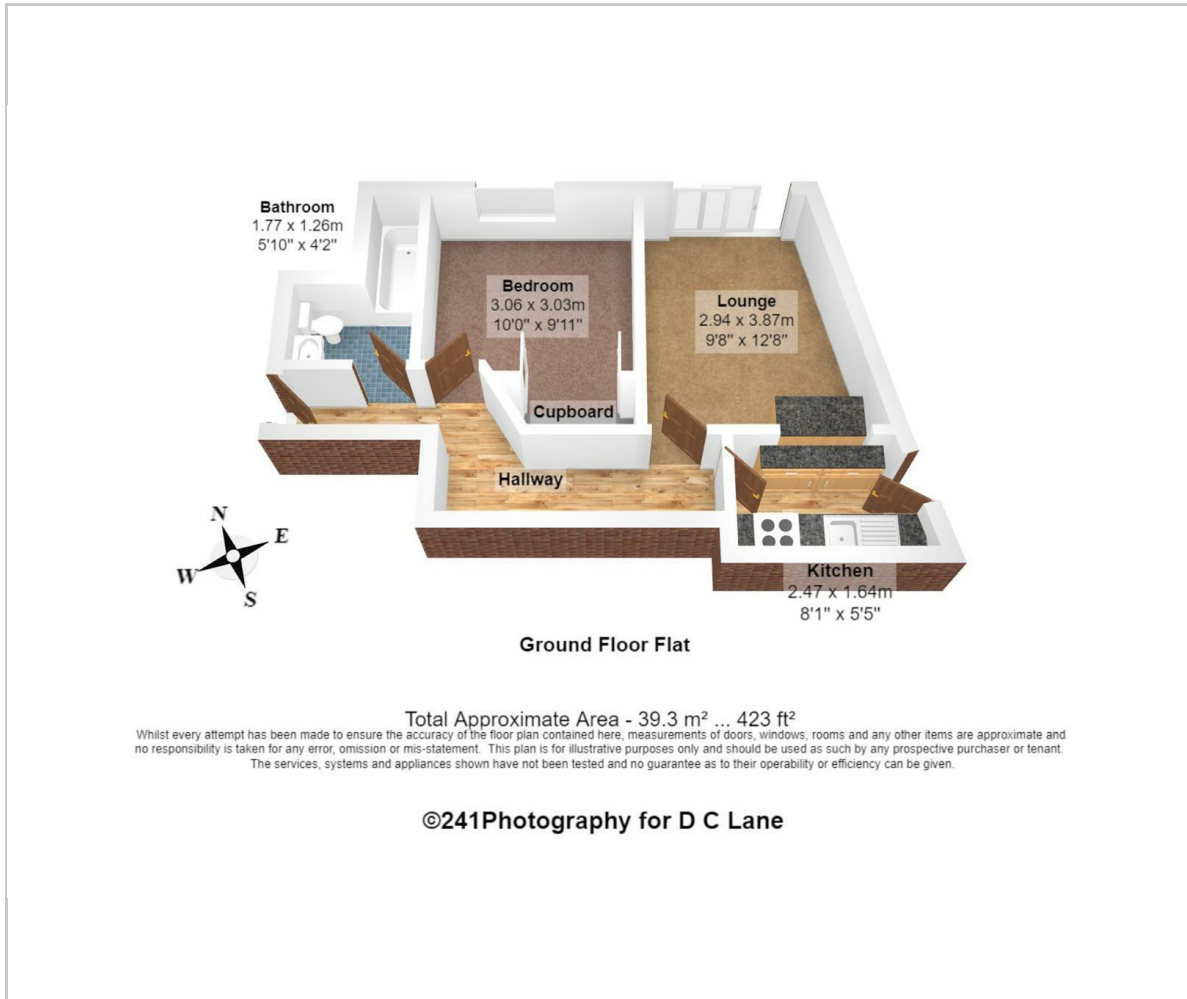 Bathroom
1.77 x 1.26m
5'10" x 4'2"
Bedroom
3.06 x 3.03m
10'0" x 9'11"
Lounge
2.94 x 3.87m
9'8" x 12'8"
Cupboard
Hallway
N
E
W
S
Kitchen
2.47 x 1.64m
8'1" x 5'5"
Ground Floor Flat
Total Approximate Area - 39.3 m² ... 423 ft²
Whilst every attempt has been made to ensure the accuracy of the floor plan contained here, measurements of doors, windows, rooms and any other items are approximate and
no responsibility is taken for any error, omission or mis-statement. This plan is for illustrative purposes only and should be used as such by any prospective purchaser or tenant.
The services, systems and appliances shown have not been tested and no guarantee as to their operability or efficiency can be given.
©241Photography for D C Lane